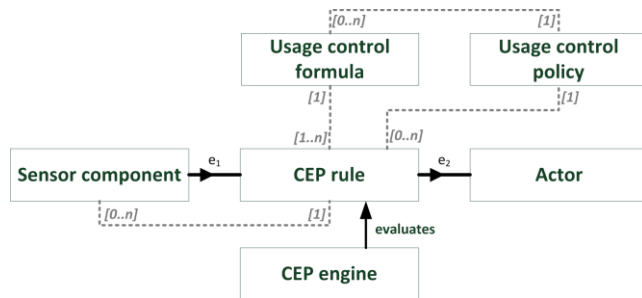 [0..n]
[1]
Usage control
formula
Usage control
policy
[1]
[1]
[1..n]
[0..n]
Sensor component
e₁
CEP rule
e₂
Actor
[0..n]
[1]
evaluates
CEP engine